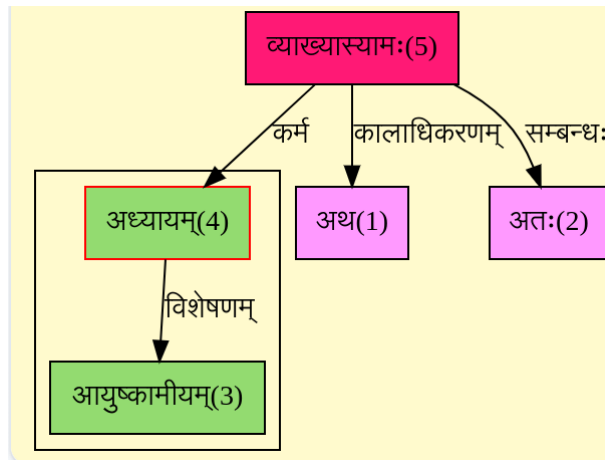 व्याख्यास्यामः(5)
कर्म कालाधिकरणम् सम्बन्धः
अध्यायम्(4) अथ(1) अतः(2)
विशेषणम्
आयुष्कामीयम्(3)